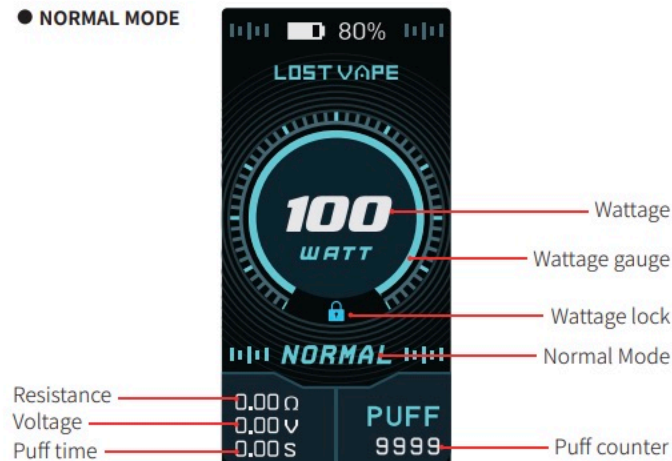 ● NORMAL MODE
80%
LOST VAPE
100
WATT
Wattage
Wattage gauge
Wattage lock
NORMAL
Normal Mode
Resistance
0.00 Ω
Voltage
0.00 V
Puff time
0.00 S
PUFF
9999
Puff counter